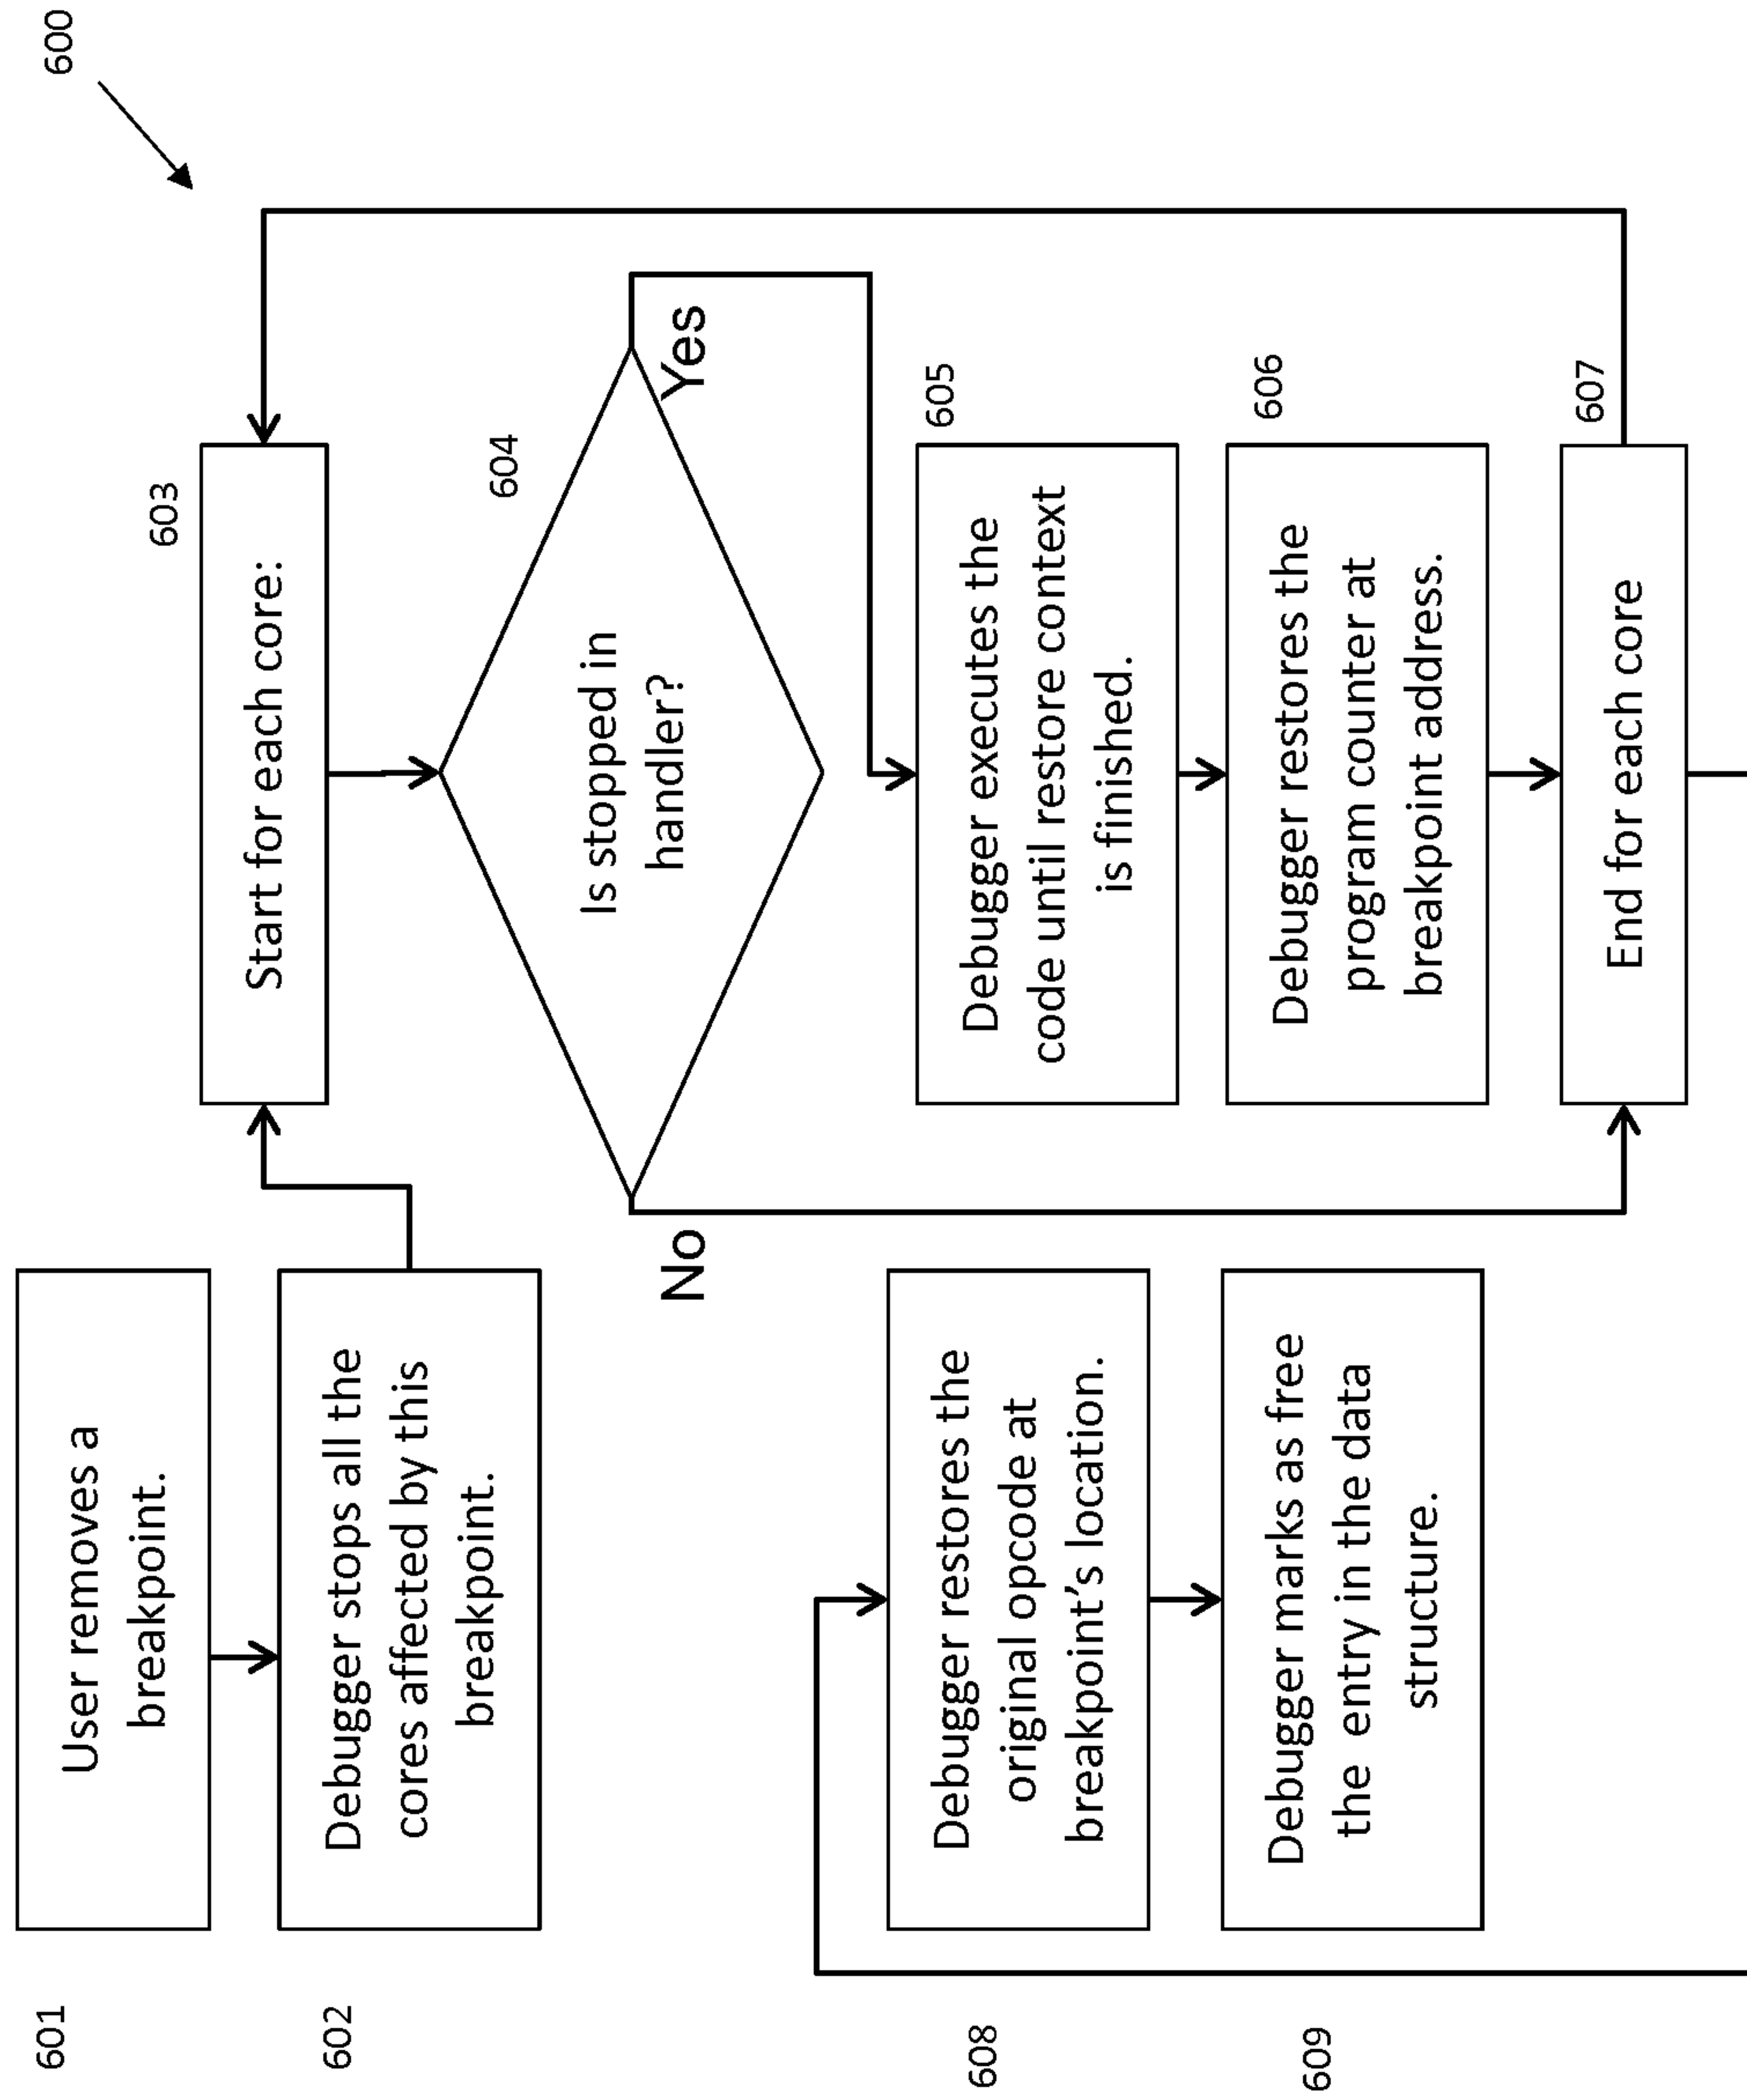 600
601
User removes a
breakpoint.
602
Debugger stops all the
cores affected by this
breakpoint.
603
Start for each core:
604
Is stopped in
handler?
Yes
No
605
Debugger executes the
code until restore context
is finished.
606
Debugger restores the
program counter at
breakpoint address.
607
End for each core
608
Debugger restores the
original opcode at
breakpoint's location.
609
Debugger marks as free
the entry in the data
structure.